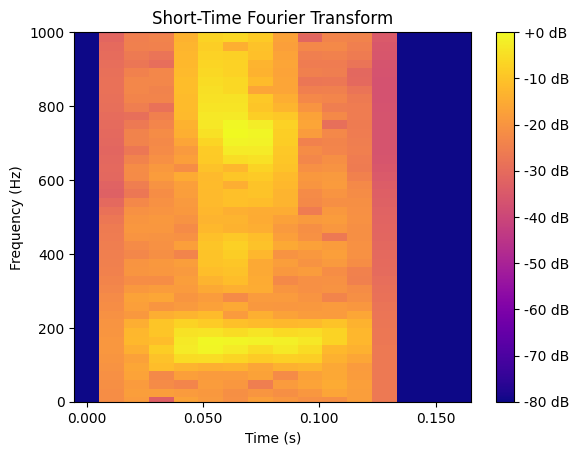 Short-Time Fourier Transform
1000
800
600
400
200
0
Frequency (Hz)
0.000
0.050
0.100
0.150
Time (s)
+0 dB
-10 dB
-20 dB
-30 dB
-40 dB
-50 dB
-60 dB
-70 dB
-80 dB